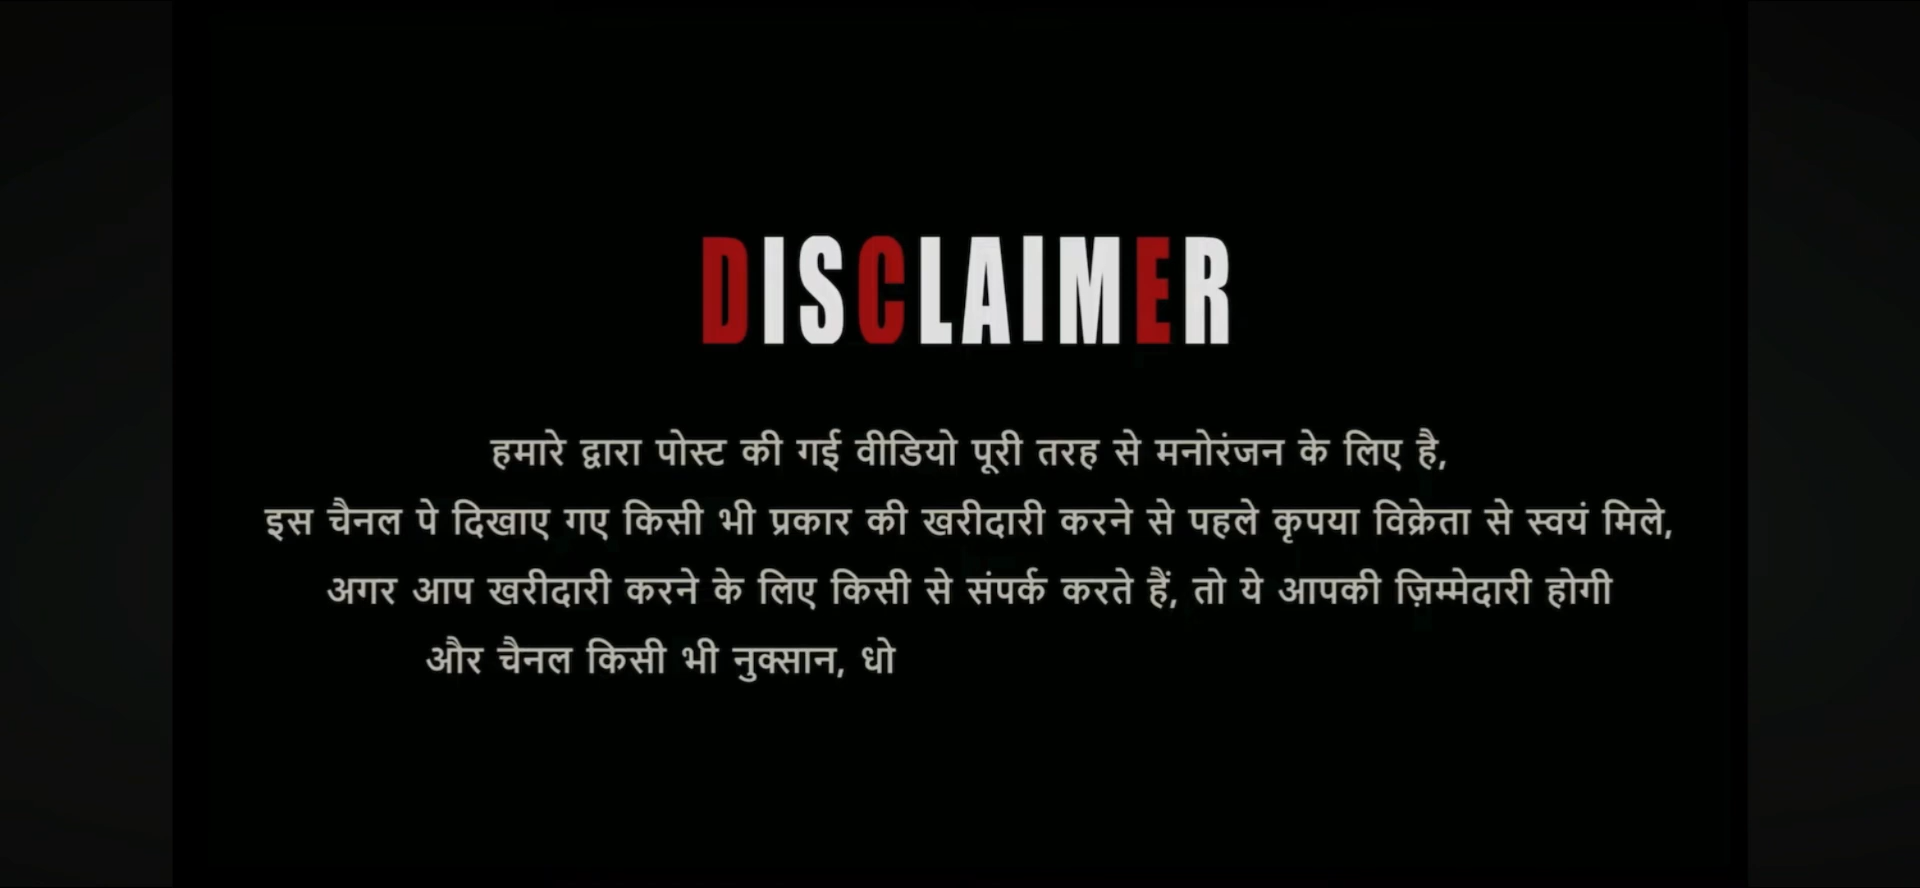 DISCLAIMER
हमारे द्वारा पोस्ट की गई वीडियो पूरी तरह से मनोरंजन के लिए है,
इस चैनल पे दिखाए गए किसी भी प्रकार की खरीदारी करने से पहले कृपया विक्रेता से स्वयं मिले,
अगर आप खरीदारी करने के लिए किसी से संपर्क करते हैं, तो ये आपकी ज़िम्मेदारी होगी
और चैनल किसी भी नुक्सान, धो